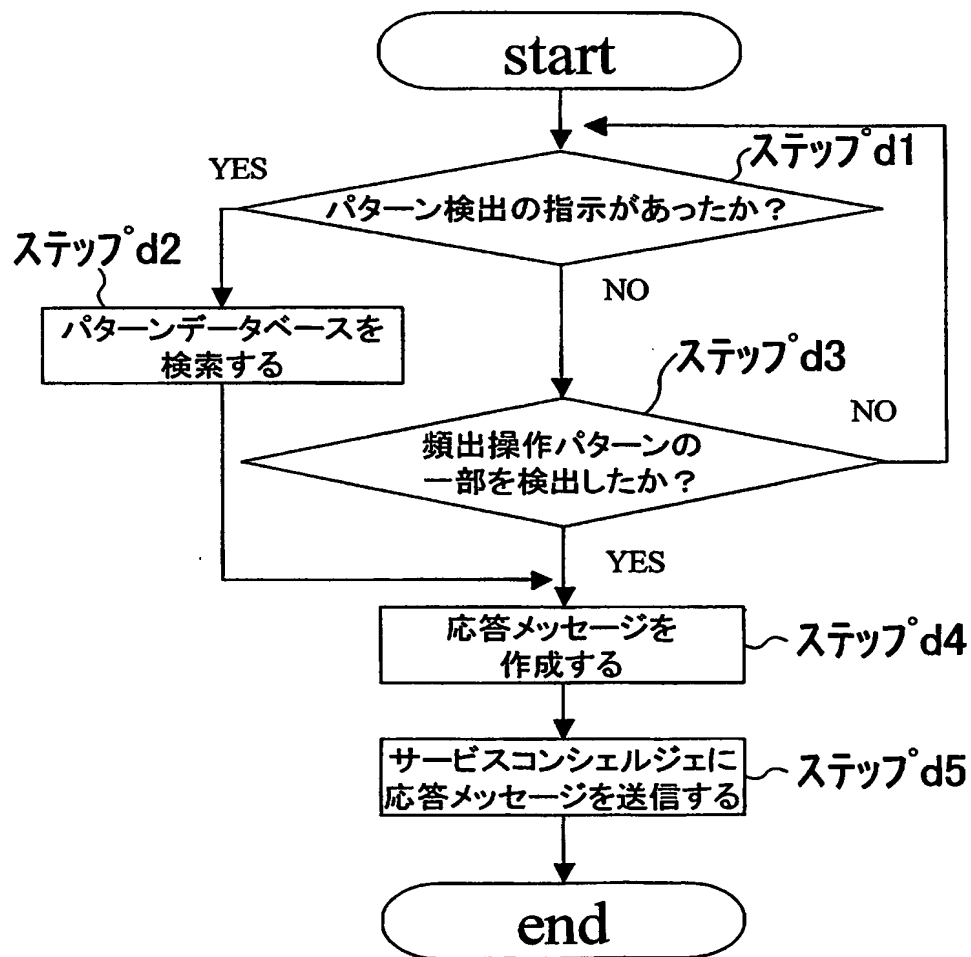 start
ステップd1
YES
パターン検出の指示があったか？
ステップd2
NO
パターンデータベースを
検索する
ステップd3
NO
頻出操作パターンの
一部を検出したか？
YES
応答メッセージを
作成する
ステップd4
サービスコンシェルジェに
応答メッセージを送信する
ステップd5
end